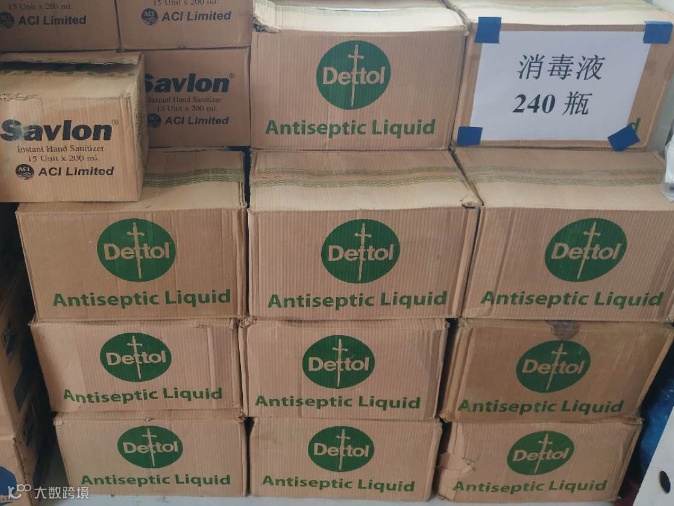 ACI Limited
15 Unit x 200 ml.
ACI Limited
Dettol
Antiseptic Liquid
消毒液
240 瓶
Savlon®
Instant Hand Sanitizer
15 Unit x 200 ml.
ACI Limited
Savlon®
Instant Hand Sanitizer
15 Unit x 200 ml.
ACI Limited
Dettol
Antiseptic Liquid
Dettol
Antiseptic Liquid
Dettol
Antiseptic Liquid
Dettol
Antiseptic Liquid
Dettol
Antiseptic Liquid
Dettol
Antiseptic Liquid
Dettol
Antiseptic Liquid
Dettol
Antiseptic Liquid
Dettol
Antiseptic Liquid
大数跨境